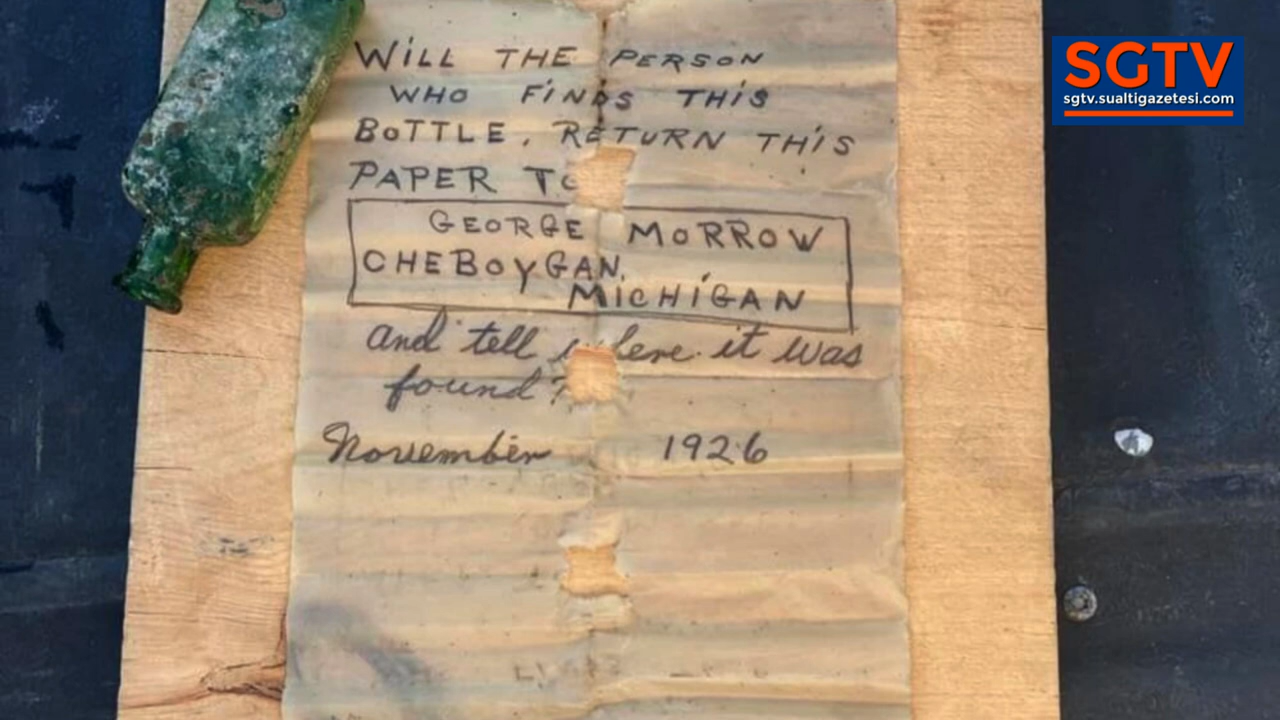 WILL THE PERSON
WHO FINDS THIS
BOTTLE, RETURN THIS
PAPER TO
GEORGE MORROW
CHEBOYGAN,
MICHIGAN
and tell where it was
found?
November 1926
SGTV
sgtv.sualtigazetesi.com